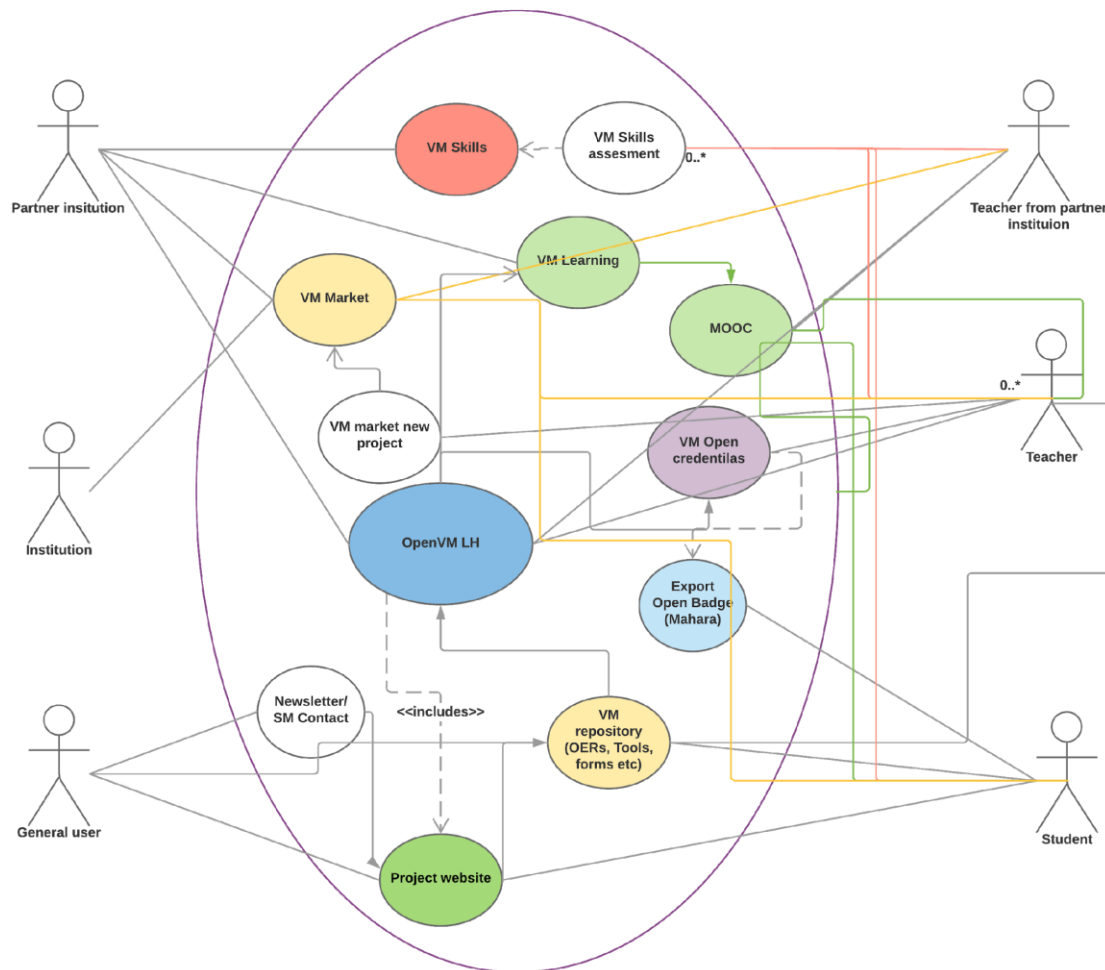 VM Skills
VM Skills
assesment
0..*
Partner insitution
Teacher from partner
instituion
VM Learning
VM Market
MOOC
0..*
VM market new
project
VM Open
credentilas
Teacher
Institution
OpenVM LH
Export
Open Badge
(Mahara)
Newsletter/
SM Contact
<<includes>>
VM
repository
(OERs, Tools,
forms etc)
General user
Student
Project website